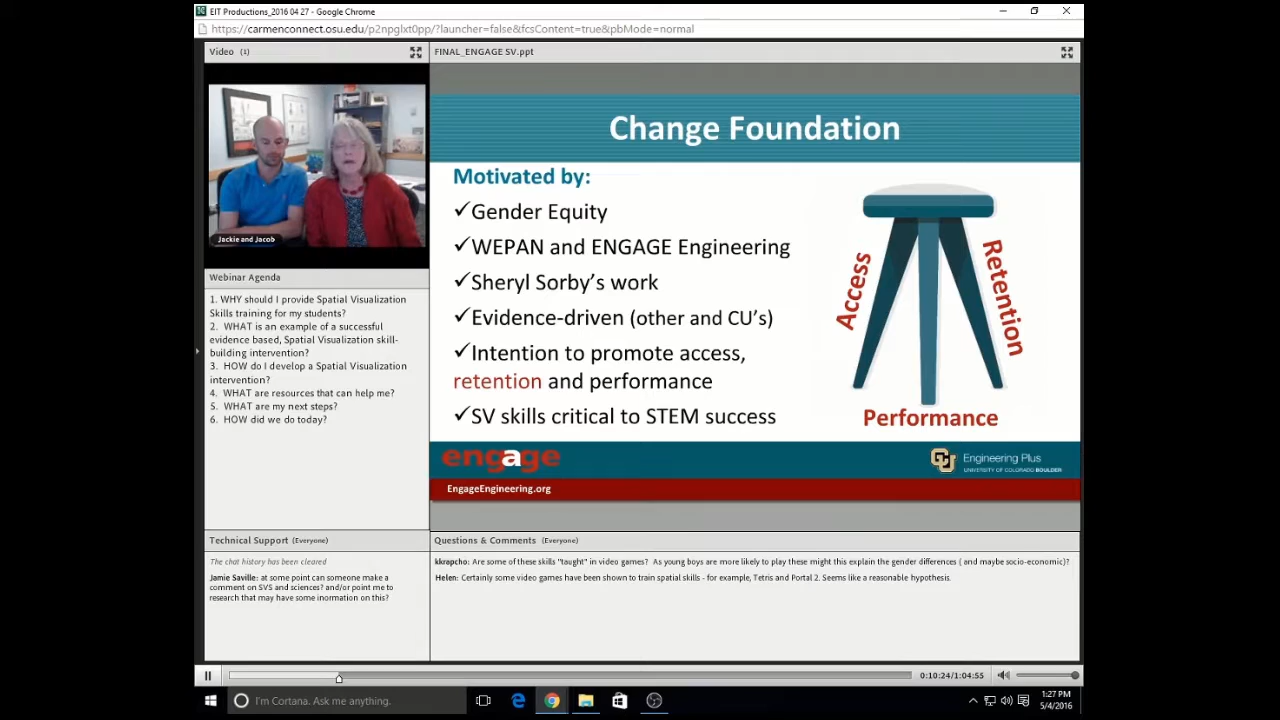 EIT Productions_2016 04 27 - Google Chrome
https://carmenconnect.osu.edu/p2npglxt0pp/?launcher=false&fcsContent=true&pbMode=normal
Video (1)
Jackie and Jacob
Webinar Agenda
1. WHY should I provide Spatial Visualization
Skills training for my students?
2. WHAT is an example of a successful
evidence based, Spatial Visualization skill-
building intervention?
3. HOW do I develop a Spatial Visualization
intervention?
4. WHAT are resources that can help me?
5. WHAT are my next steps?
6. HOW did we do today?
Technical Support (Everyone)
The chat history has been cleared
Jamie Saville: at some point can someone make a
comment on SVS and sciences? and/or point me to
research that may have some inormation on this?
FINAL_ENGAGE SV.ppt
Change Foundation
Motivated by:
✓Gender Equity
✓WEPAN and ENGAGE Engineering
✓Sheryl Sorby's work
✓Evidence-driven (other and CU's)
✓Intention to promote access,
retention and performance
✓SV skills critical to STEM success
Access
Retention
Performance
engage
CU
Engineering Plus
UNIVERSITY OF COLORADO BOULDER
EngageEngineering.org
Questions & Comments (Everyone)
kkrapcho: Are some of these skills "taught" in video games? As young boys are more likely to play these might this explain the gender differences ( and maybe socio-economic)?
Helen: Certainly some video games have been shown to train spatial skills - for example, Tetris and Portal 2. Seems like a reasonable hypothesis.
0:10:24/1:04:55
I'm Cortana. Ask me anything.
1:27 PM
5/4/2016